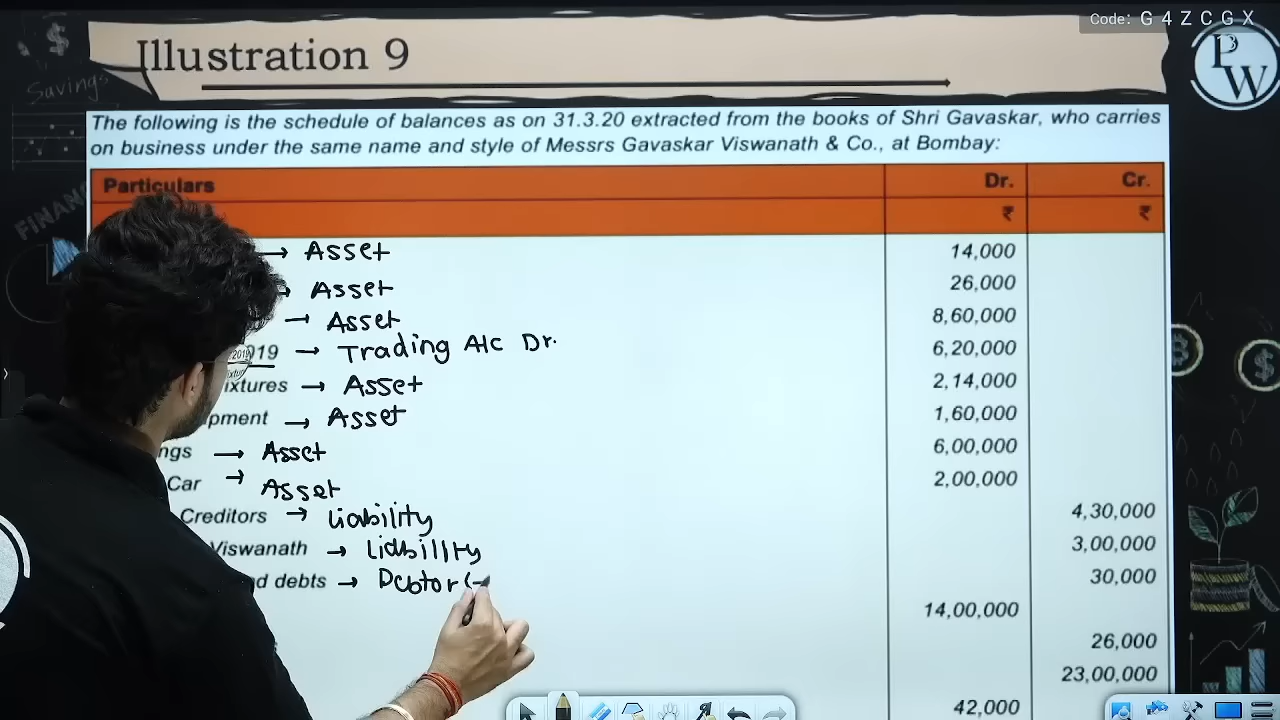 Code: G 4 Z C G X
Illustration 9
P
W
Savings
FINAN
The following is the schedule of balances as on 31.3.20 extracted from the books of Shri Gavaskar, who carries
on business under the same name and style of Messrs Gavaskar Viswanath & Co., at Bombay:
Particulars Dr. Cr.
₹ ₹
→ Asset 14,000
→ Asset 26,000
→ Asset 8,60,000
019 → Trading A/c Dr. 6,20,000
ixtures → Asset 2,14,000
pment → Asset 1,60,000
ngs → Asset 6,00,000
Car → Asset 2,00,000
Creditors → Liability 4,30,000
Viswanath → Liability 3,00,000
d debts → Debtor (- 30,000
14,00,000
26,000
23,00,000
42,000